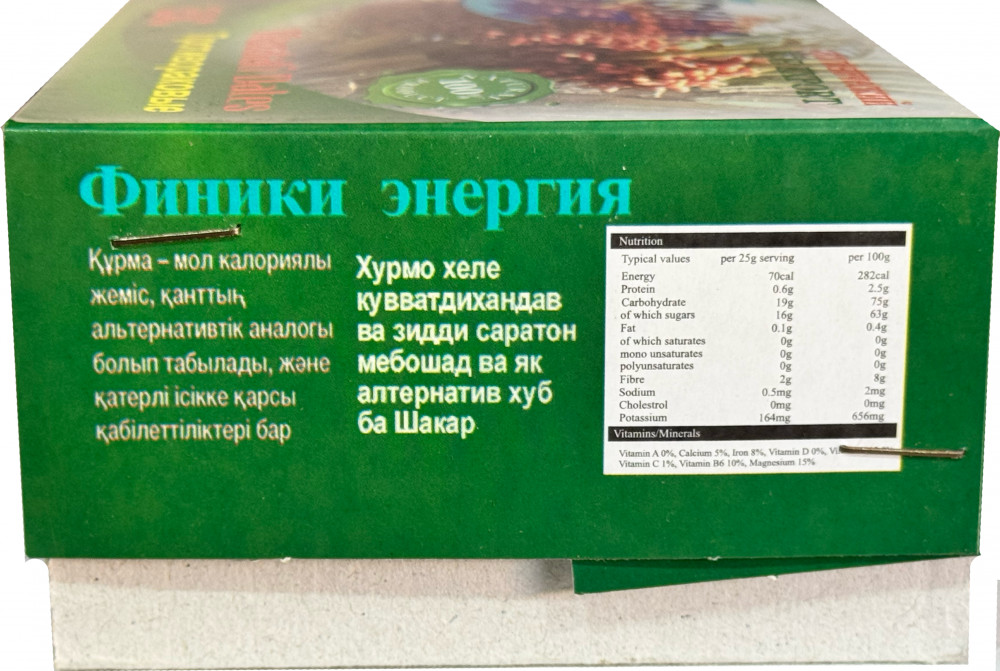 Финики энергия
Құрма – мол калориялы
жеміс, қанттың
альтернативтік аналогы
болып табылады, және
қатерлі ісікке қарсы
қабілеттіліктері бар
Хурмо хеле
кувватдихандав
ва зидди саратон
мебошад ва як
алтернатив хуб
ба Шакар
Nutrition
Typical values per 25g serving per 100g
Energy 70cal 282cal
Protein 0.6g 2.5g
Carbohydrate 19g 75g
of which sugars 16g 63g
Fat 0.1g 0.4g
of which saturates 0g 0g
mono unsaturates 0g 0g
polyunsaturates 0g 0g
Fibre 2g 8g
Sodium 0.5mg 2mg
Cholestrol 0mg 0mg
Potassium 164mg 656mg
Vitamins/Minerals
Vitamin A 0%, Calcium 5%, Iron 8%, Vitamin D 0%,
Vitamin C 1%, Vitamin B6 10%, Magnesium 15%